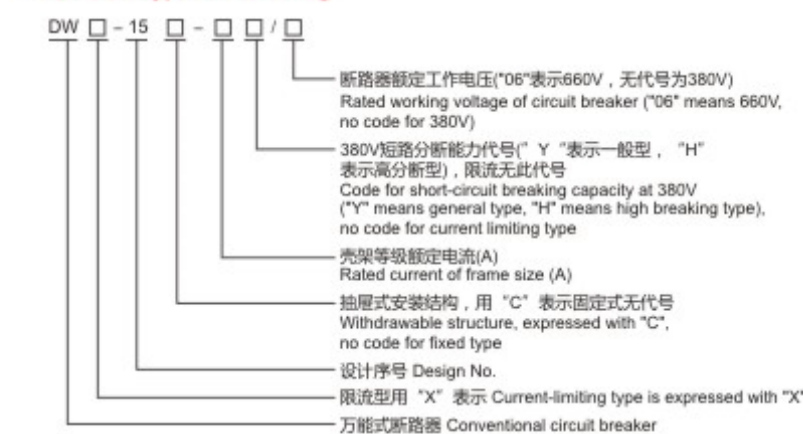 DW □ - 15 □ - □ □ / □
断路器额定工作电压("06"表示660V，无代号为380V)
Rated working voltage of circuit breaker ("06" means 660V,
no code for 380V)
380V短路分断能力代号(" Y "表示一般型， "H"
表示高分断型)，限流无此代号
Code for short-circuit breaking capacity at 380V
("Y" means general type, "H" means high breaking type),
no code for current limiting type
壳架等级额定电流(A)
Rated current of frame size (A)
抽屉式安装结构，用 "C" 表示固定式无代号
Withdrawable structure, expressed with "C",
no code for fixed type
设计序号 Design No.
限流型用 "X" 表示 Current-limiting type is expressed with "X"
万能式断路器 Conventional circuit breaker